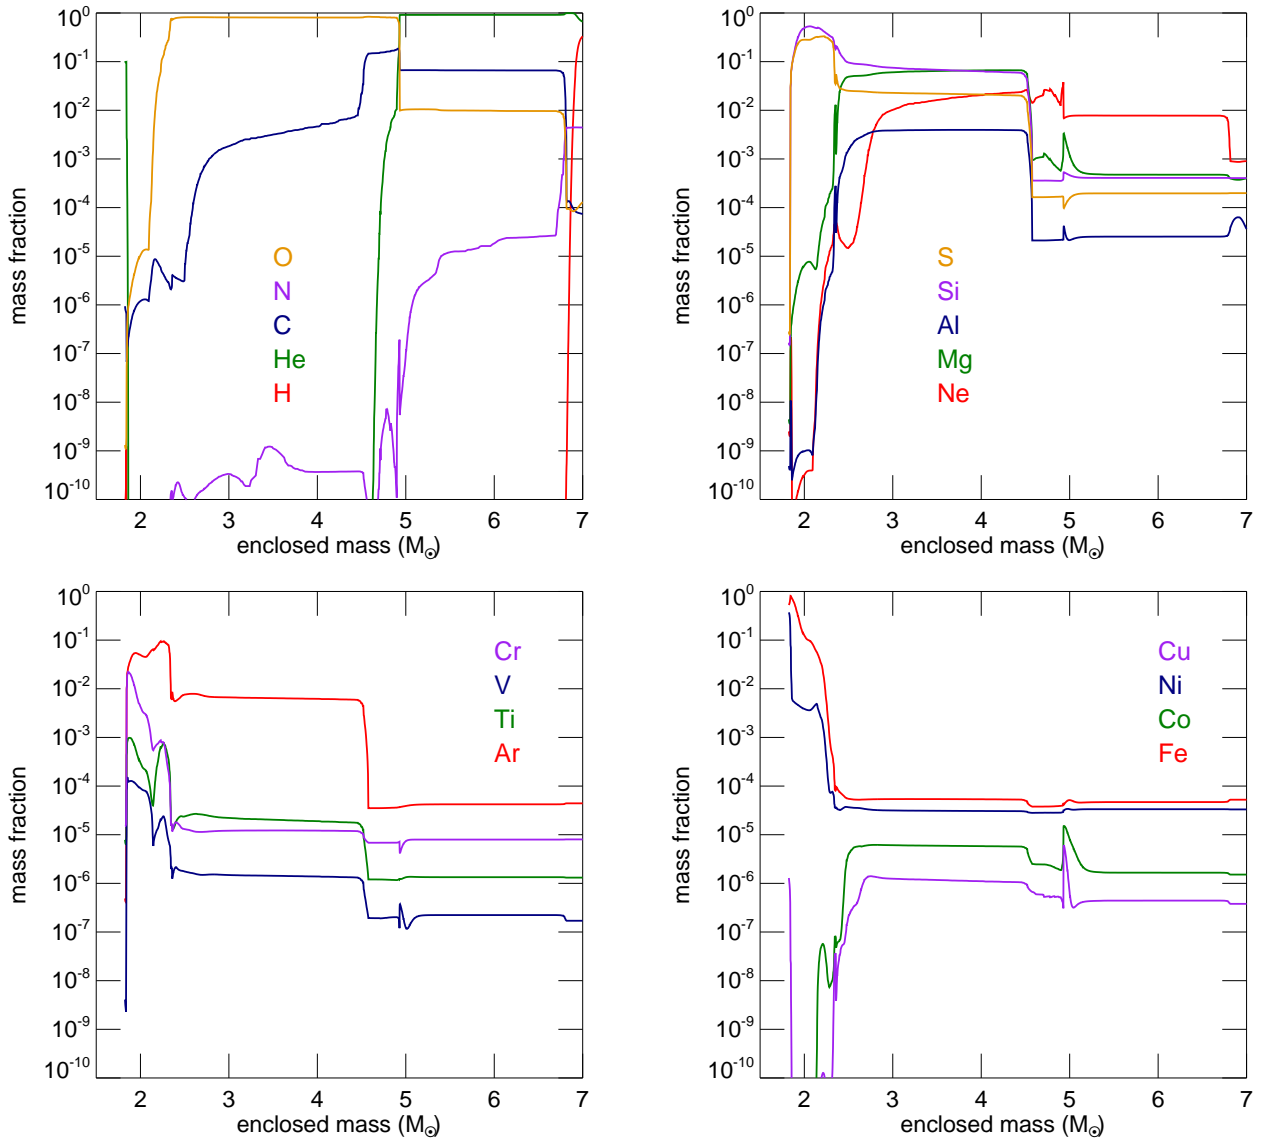 10^0
10^-1
10^-2
10^-3
10^-4
10^-5
10^-6
10^-7
10^-8
10^-9
10^-10
mass fraction
O
N
C
He
H
2 3 4 5 6 7
enclosed mass (M☉)
10^0
10^-1
10^-2
10^-3
10^-4
10^-5
10^-6
10^-7
10^-8
10^-9
10^-10
mass fraction
S
Si
Al
Mg
Ne
2 3 4 5 6 7
enclosed mass (M☉)
10^0
10^-1
10^-2
10^-3
10^-4
10^-5
10^-6
10^-7
10^-8
10^-9
10^-10
mass fraction
Cr
V
Ti
Ar
2 3 4 5 6 7
enclosed mass (M☉)
10^0
10^-1
10^-2
10^-3
10^-4
10^-5
10^-6
10^-7
10^-8
10^-9
10^-10
mass fraction
Cu
Ni
Co
Fe
2 3 4 5 6 7
enclosed mass (M☉)